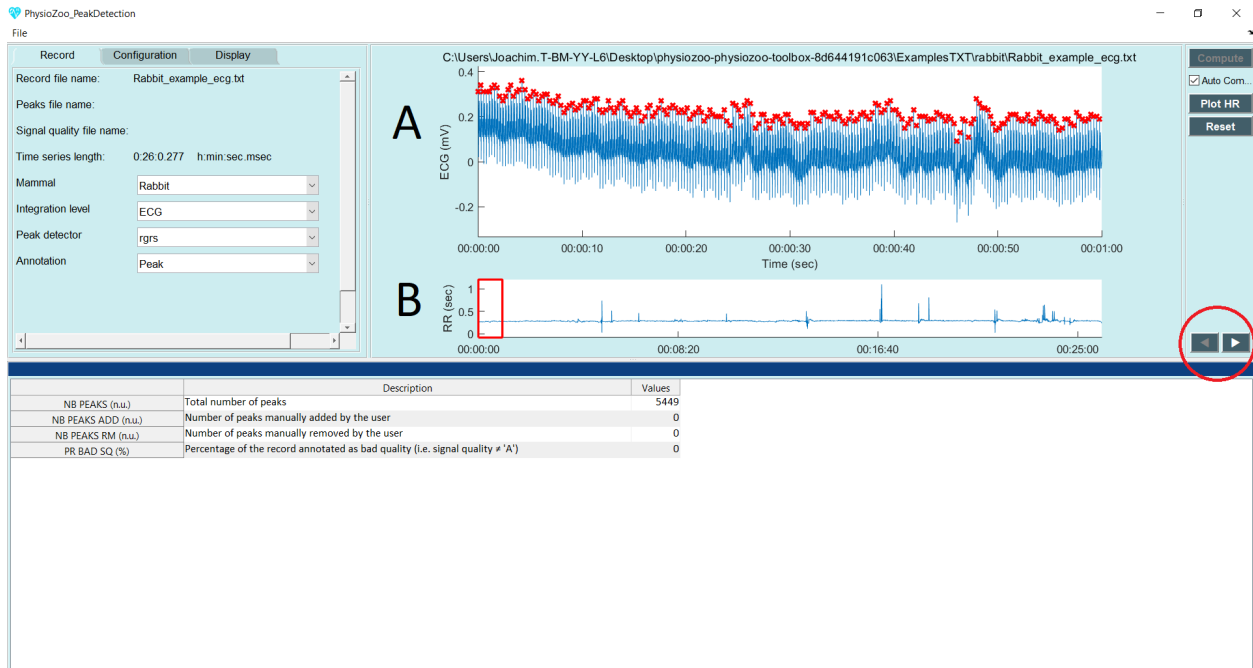 PhysioZoo_PeakDetection
File
Record Configuration Display
Record file name: Rabbit_example_ecg.txt
Peaks file name:
Signal quality file name:
Time series length: 0:26:0.277 h:min:sec.msec
Mammal Rabbit
Integration level ECG
Peak detector rgrs
Annotation Peak
C:\Users\Joachim.T-BM-YY-L6\Desktop\physiozoo-physiozoo-toolbox-8d644191c063\ExamplesTXT\rabbit\Rabbit_example_ecg.txt
A
ECG (mV)
0.4
0.2
0
-0.2
00:00:00 00:00:10 00:00:20 00:00:30 00:00:40 00:00:50 00:01:00
Time (sec)
B
RR (sec)
1
0.5
0
00:00:00 00:08:20 00:16:40 00:25:00
Compute
Auto Com...
Plot HR
Reset
Description Values
NB PEAKS (n.u.) Total number of peaks 5449
NB PEAKS ADD (n.u.) Number of peaks manually added by the user 0
NB PEAKS RM (n.u.) Number of peaks manually removed by the user 0
PR BAD SQ (%) Percentage of the record annotated as bad quality (i.e. signal quality ≠ 'A') 0